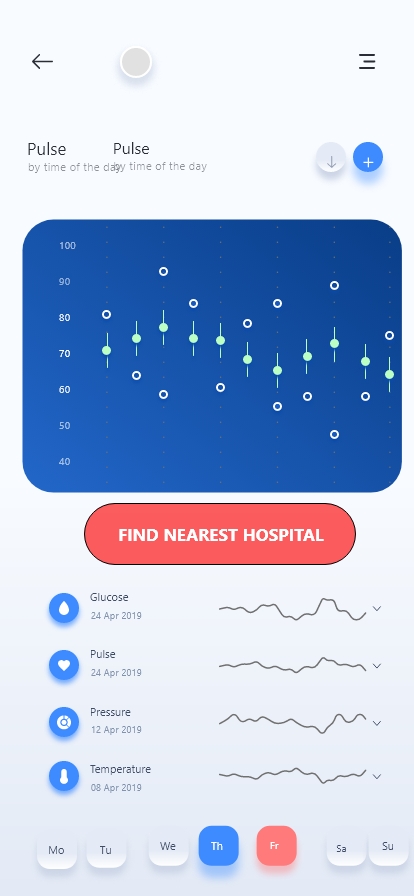 Pulse
by time of the day
Pulse
by time of the day
100
90
80
70
60
50
40
FIND NEAREST HOSPITAL
Glucose
24 Apr 2019
Pulse
24 Apr 2019
Pressure
12 Apr 2019
Temperature
08 Apr 2019
Mo Tu We Th Fr Sa Su